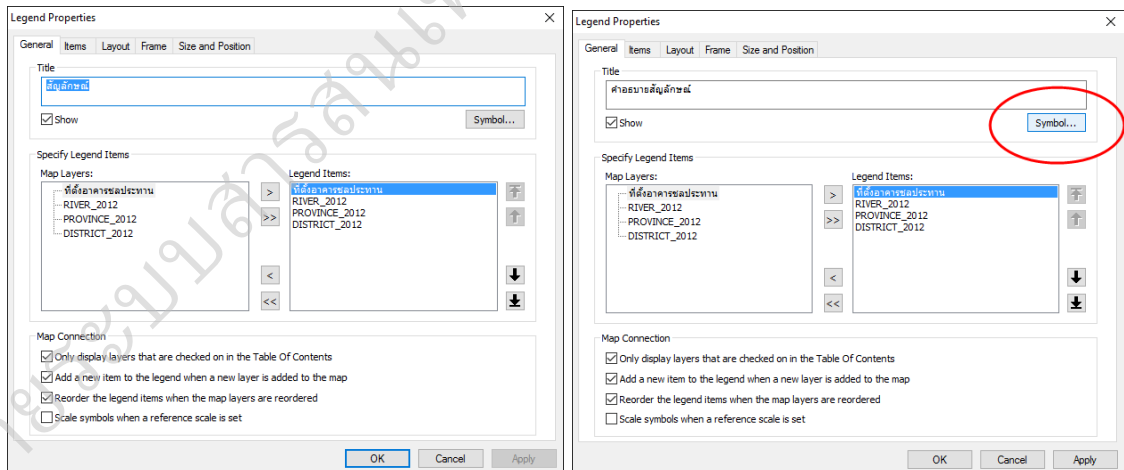 Legend Properties
General Items Layout Frame Size and Position
Title
สัญลักษณ์
Show
Symbol...
Specify Legend Items
Map Layers:
ที่ตั้งอาคารชลประทาน
RIVER_2012
PROVINCE_2012
DISTRICT_2012
>
>>
<
<<
Legend Items:
ที่ตั้งอาคารชลประทาน
RIVER_2012
PROVINCE_2012
DISTRICT_2012
Map Connection
Only display layers that are checked on in the Table Of Contents
Add a new item to the legend when a new layer is added to the map
Reorder the legend items when the map layers are reordered
Scale symbols when a reference scale is set
OK Cancel Apply
Legend Properties
General Items Layout Frame Size and Position
Title
คำอธบายสัญลักษณ์
Show
Symbol...
Specify Legend Items
Map Layers:
ที่ตั้งอาคารชลประทาน
RIVER_2012
PROVINCE_2012
DISTRICT_2012
>
>>
<
<<
Legend Items:
ที่ตั้งอาคารชลประทาน
RIVER_2012
PROVINCE_2012
DISTRICT_2012
Map Connection
Only display layers that are checked on in the Table Of Contents
Add a new item to the legend when a new layer is added to the map
Reorder the legend items when the map layers are reordered
Scale symbols when a reference scale is set
OK Cancel Apply